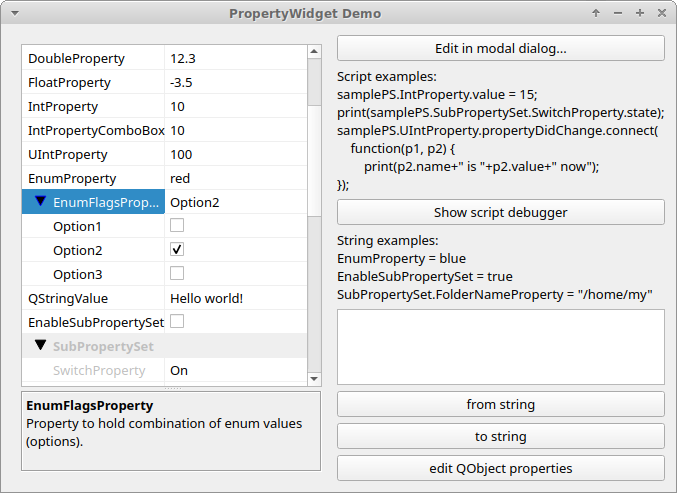 PropertyWidget Demo
DoubleProperty 12.3
FloatProperty -3.5
IntProperty 10
IntPropertyComboBox 10
UIntProperty 100
EnumProperty red
EnumFlagsProp... Option2
Option1
Option2
Option3
QStringValue Hello world!
EnableSubPropertySet
SubPropertySet
SwitchProperty On
EnumFlagsProperty
Property to hold combination of enum values
(options).
Edit in modal dialog...
Script examples:
samplePS.IntProperty.value = 15;
print(samplePS.SubPropertySet.SwitchProperty.state);
samplePS.UIntProperty.propertyDidChange.connect(
function(p1, p2) {
print(p2.name+" is "+p2.value+" now");
});
Show script debugger
String examples:
EnumProperty = blue
EnableSubPropertySet = true
SubPropertySet.FolderNameProperty = "/home/my"
from string
to string
edit QObject properties